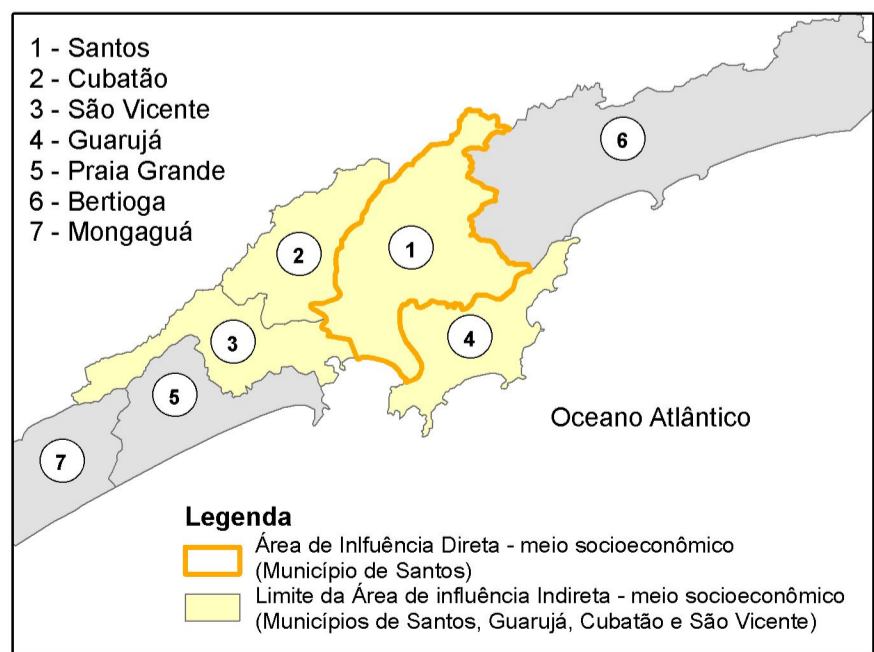 1 - Santos
2 - Cubatão
3 - São Vicente
4 - Guarujá
5 - Praia Grande
6 - Bertioga
7 - Mongaguá
6
1
2
4
3
5
7
Oceano Atlântico
Legenda
Área de Inlfuência Direta - meio socioeconômico
(Município de Santos)
Limite da Área de influência Indireta - meio socioeconômico
(Municípios de Santos, Guarujá, Cubatão e São Vicente)